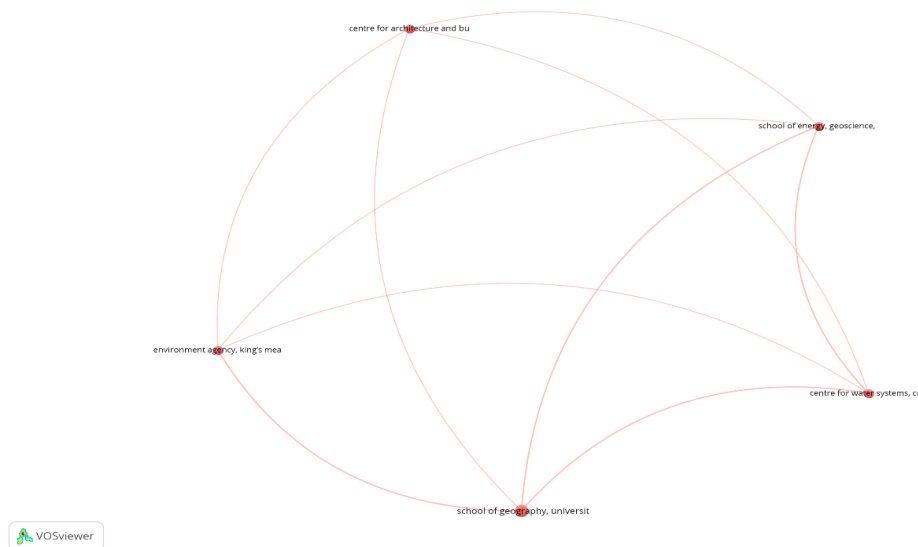 centre for architecture and bu
school of energy, geoscience,
environment agency, king's mea
centre for water systems, co
school of geography, universit
VOSviewer